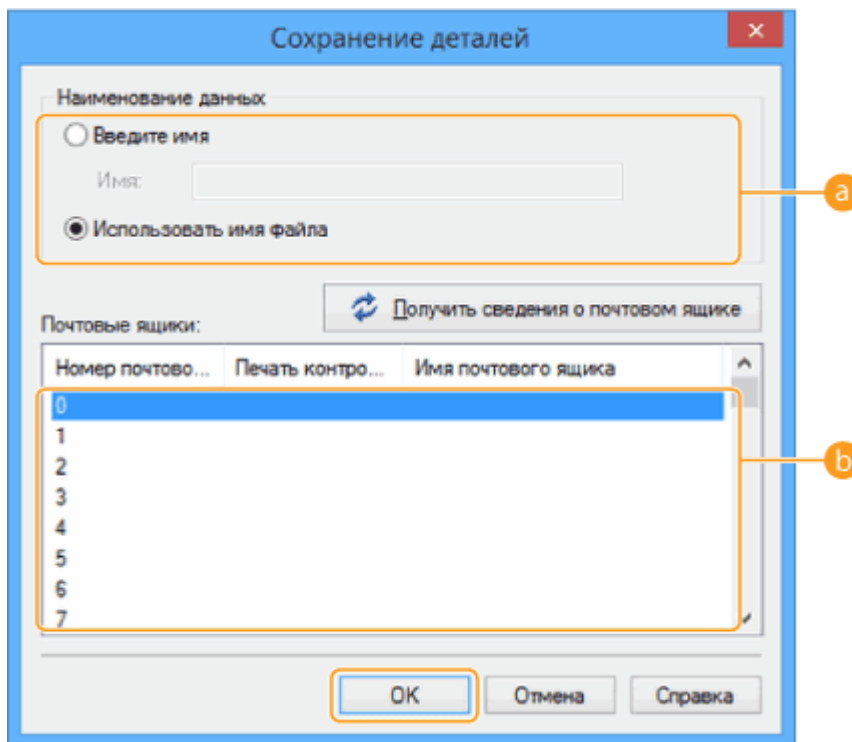 Сохранение деталей
Наименование данных
Введите имя
Имя:
a
Использовать имя файла
Получить сведения о почтовом ящике
Почтовые ящики:
Номер почтово... Печать контро... Имя почтового ящика
0
1
2
b
3
4
5
6
7
OK Отмена Справка